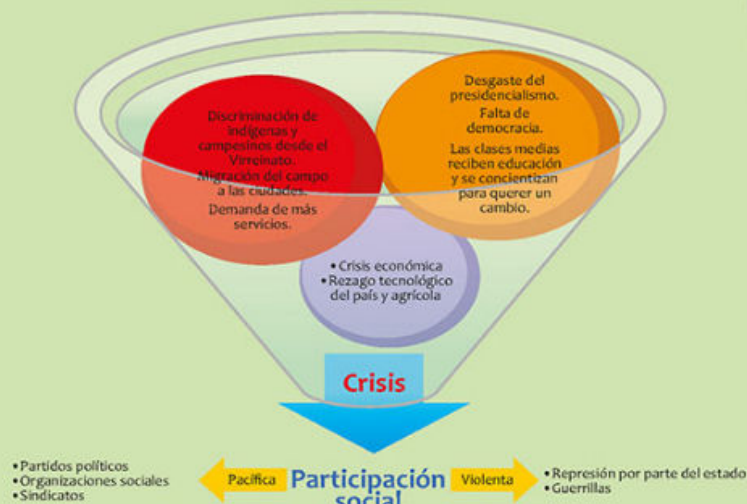 Discriminación de
indígenas y
campesinos desde el
Virreinato.
Migración del campo
a las ciudades.
Demanda de más
servicios.
Desgaste del
presidencialismo.
Falta de
democracia.
Las clases medias
reciben educación
y se concientizan
para querer un
cambio.
• Crisis económica
• Rezago tecnológico
del país y agrícola
Crisis
• Partidos políticos
• Organizaciones sociales
• Sindicatos
Pacífica
Participación
social
Violenta
• Represión por parte del estado
• Guerrillas